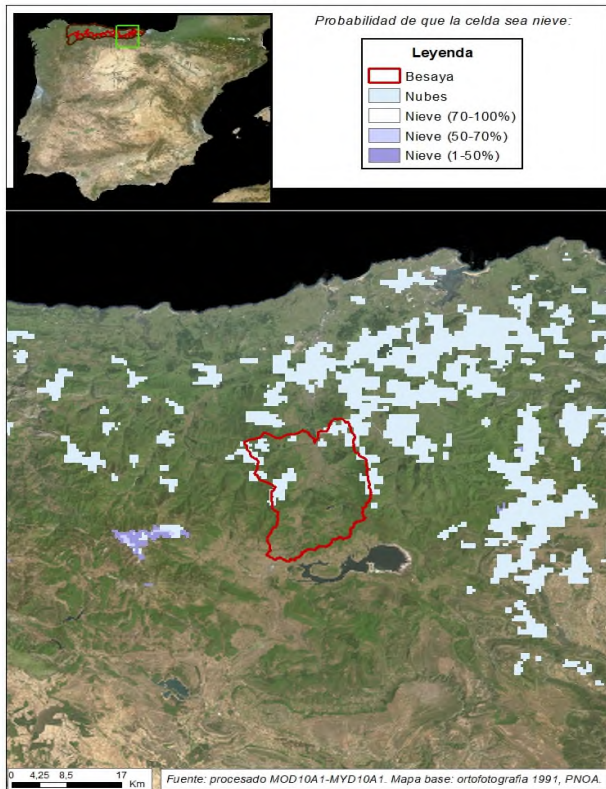 Probabilidad de que la celda sea nieve:
Leyenda
Besaya
Nubes
Nieve (70-100%)
Nieve (50-70%)
Nieve (1-50%)
0 4,25 8,5 17
Km
Fuente: procesado MOD10A1-MYD10A1. Mapa base: ortofotografia 1991, PNOA.